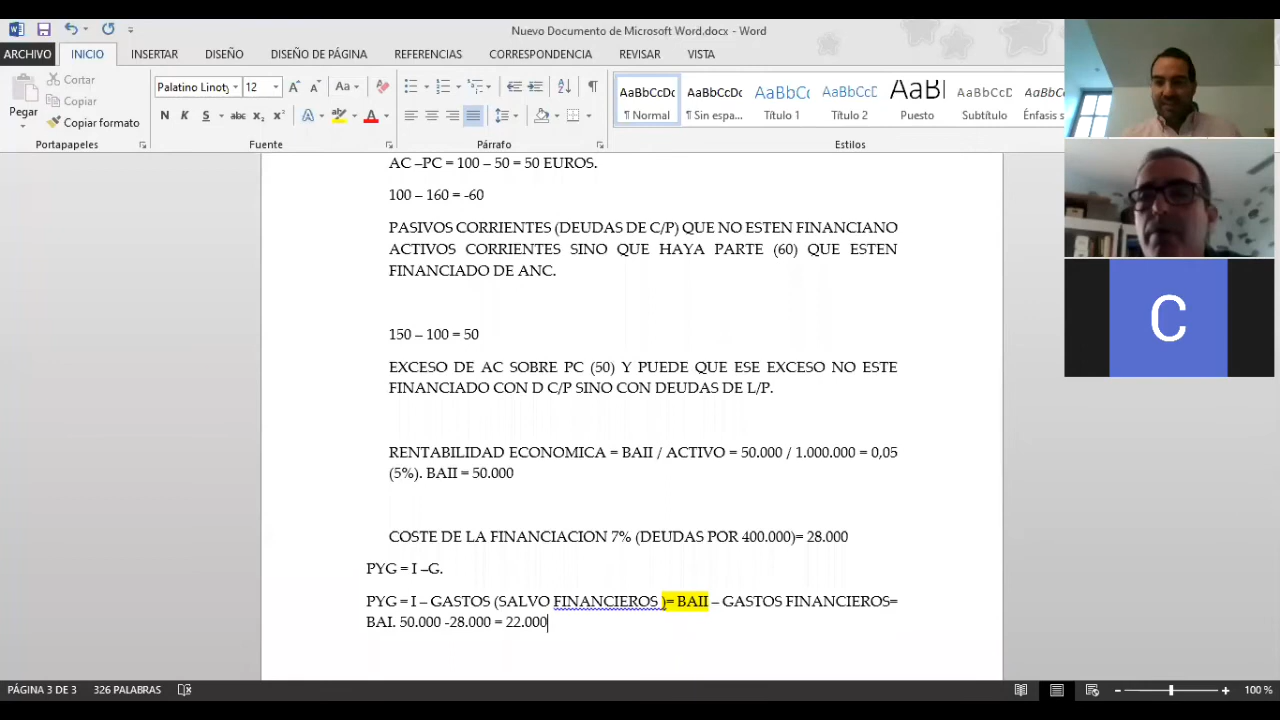 Nuevo Documento de Microsoft Word.docx - Word
ARCHIVO INICIO INSERTAR DISEÑO DISEÑO DE PÁGINA REFERENCIAS CORRESPONDENCIA REVISAR VISTA
Pegar
Cortar
Copiar
Copiar formato
Portapapeles
Palatino Linoty 12
N K S abc x₂ x²
Fuente
Párrafo
AaBbCcDc AaBbCcDc AaBbCc AaBbCcD AaBl AaBbCcD AaBbCcDc
¶ Normal ¶ Sin espa... Título 1 Título 2 Puesto Subtítulo Énfasis s
Estilos
AC –PC = 100 – 50 = 50 EUROS.
100 – 160 = -60
PASIVOS CORRIENTES (DEUDAS DE C/P) QUE NO ESTEN FINANCIANO
ACTIVOS CORRIENTES SINO QUE HAYA PARTE (60) QUE ESTEN
FINANCIADO DE ANC.
150 – 100 = 50
EXCESO DE AC SOBRE PC (50) Y PUEDE QUE ESE EXCESO NO ESTE
FINANCIADO CON D C/P SINO CON DEUDAS DE L/P.
RENTABILIDAD ECONOMICA = BAII / ACTIVO = 50.000 / 1.000.000 = 0,05
(5%). BAII = 50.000
COSTE DE LA FINANCIACION 7% (DEUDAS POR 400.000)= 28.000
PYG = I –G.
PYG = I – GASTOS (SALVO FINANCIEROS )= BAII – GASTOS FINANCIEROS=
BAI. 50.000 -28.000 = 22.000
C
PÁGINA 3 DE 3 326 PALABRAS
100 %